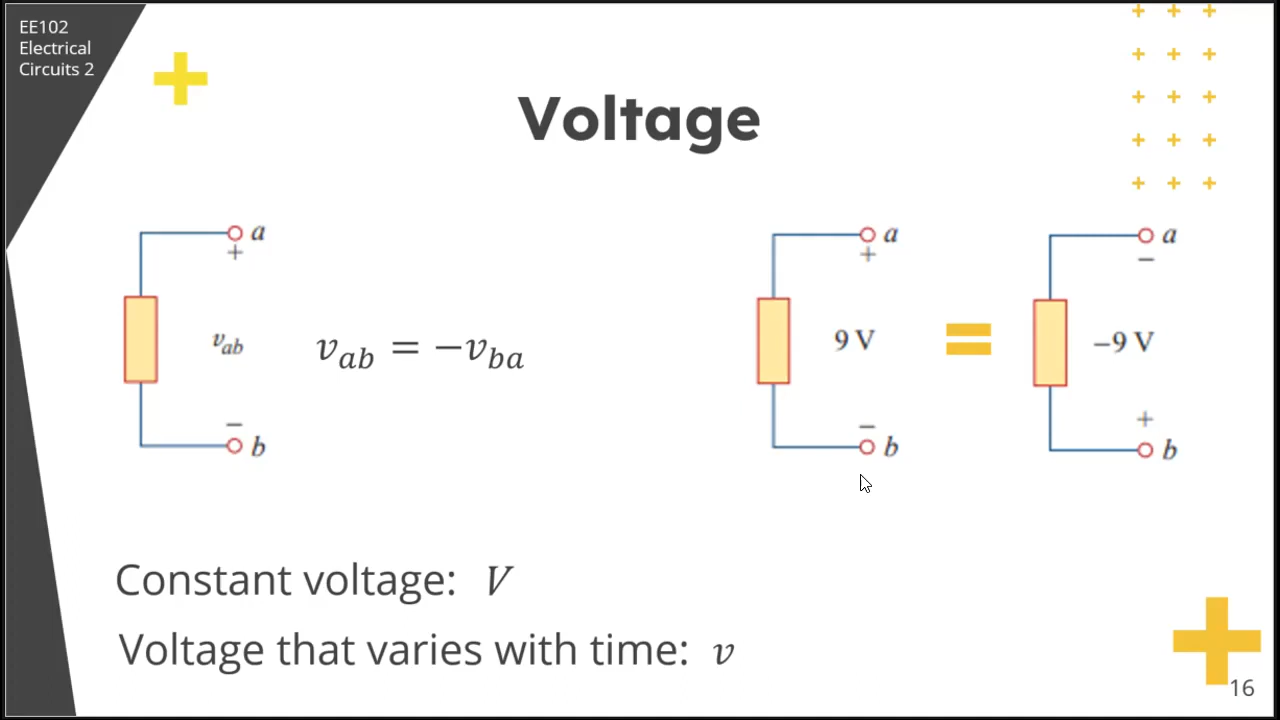 EE102
Electrical
Circuits 2
Voltage
a
+
v_ab
−
b
v_ab = −v_ba
a
+
9 V
−
b
=
a
−
−9 V
+
b
Constant voltage: V
Voltage that varies with time: v
16